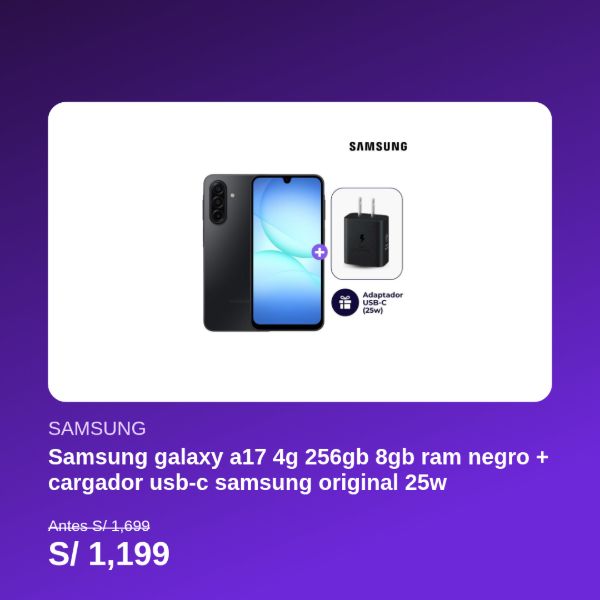 SAMSUNG
Adaptador
USB-C
(25w)
SAMSUNG
Samsung galaxy a17 4g 256gb 8gb ram negro +
cargador usb-c samsung original 25w
Antes S/ 1,699
S/ 1,199